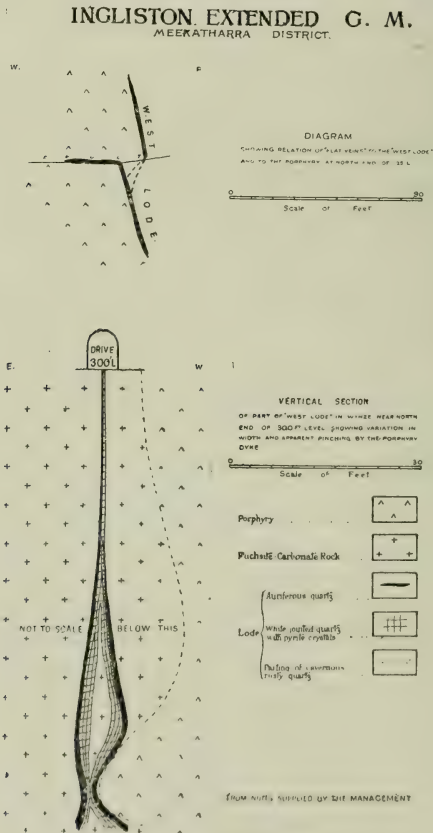 INGLISTON EXTENDED G. M.
MEEKATHARRA DISTRICT.
W.
WEST
LODE
DIAGRAM
SHOWING RELATION OF "FLAT VEINS" TO THE "WEST LODE"
AND TO THE PORPHYRY AT NORTH END OF L
0 90
Scale of Feet
DRIVE
300'L
E. W
NOT TO SCALE BELOW THIS
VERTICAL SECTION
OF PART OF "WEST LODE" IN WINZE NEAR NORTH
END OF 300 FT LEVEL SHOWING VARIATION IN
WIDTH AND APPARENT PINCHING BY THE PORPHYRY
DYKE
0 30
Scale of Feet
Porphyry
Fuchsite-Carbonate Rock
Lode
Auriferous quartz
White jointed quartz
with pyrite crystals
of cavernous
rusty quartz
FROM NOTES SUPPLIED BY THE MANAGEMENT